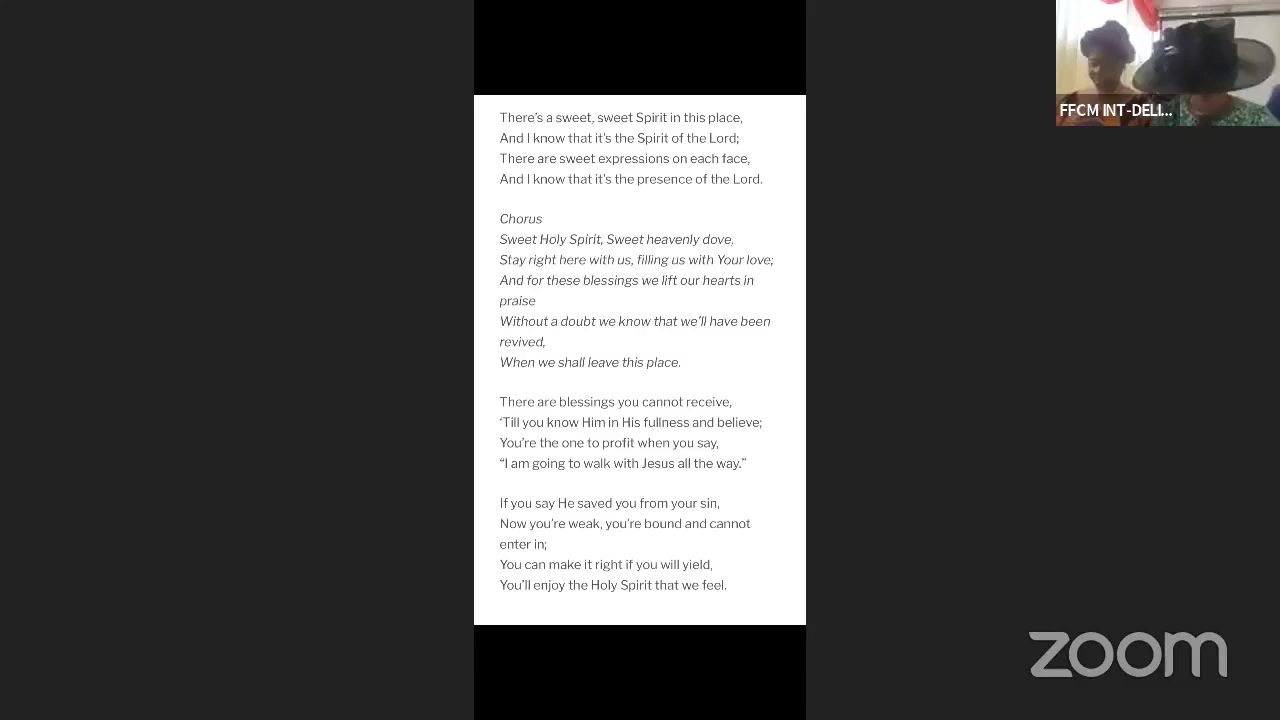 There's a sweet, sweet Spirit in this place,
And I know that it's the Spirit of the Lord;
There are sweet expressions on each face,
And I know that it's the presence of the Lord.
Chorus
Sweet Holy Spirit, Sweet heavenly dove,
Stay right here with us, filling us with Your love;
And for these blessings we lift our hearts in
praise
Without a doubt we know that we'll have been
revived,
When we shall leave this place.
There are blessings you cannot receive,
‘Till you know Him in His fullness and believe;
You're the one to profit when you say,
“I am going to walk with Jesus all the way.”
If you say He saved you from your sin,
Now you're weak, you're bound and cannot
enter in;
You can make it right if you will yield,
You'll enjoy the Holy Spirit that we feel.
FFCM INT-DELI...
zoom